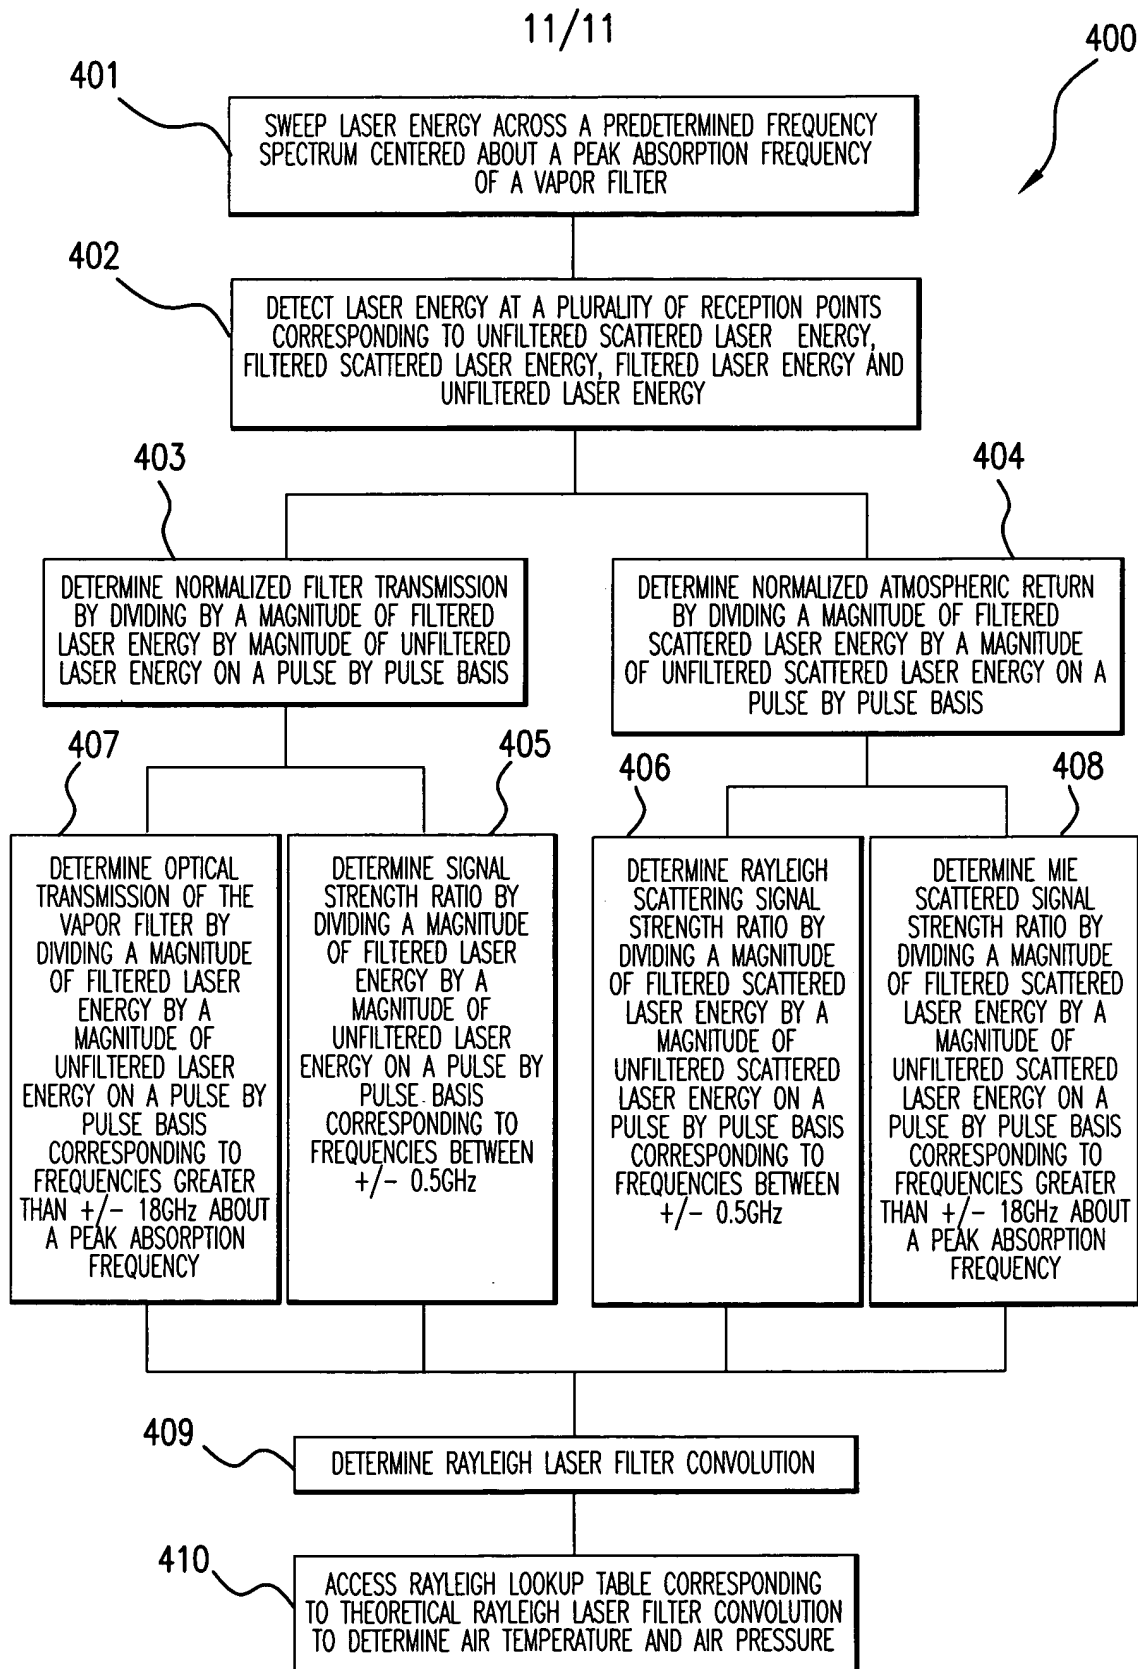 11/11
400
401
SWEEP LASER ENERGY ACROSS A PREDETERMINED FREQUENCY
SPECTRUM CENTERED ABOUT A PEAK ABSORPTION FREQUENCY
OF A VAPOR FILTER
402
DETECT LASER ENERGY AT A PLURALITY OF RECEPTION POINTS
CORRESPONDING TO UNFILTERED SCATTERED LASER ENERGY,
FILTERED SCATTERED LASER ENERGY, FILTERED LASER ENERGY AND
UNFILTERED LASER ENERGY
403
DETERMINE NORMALIZED FILTER TRANSMISSION
BY DIVIDING BY A MAGNITUDE OF FILTERED
LASER ENERGY BY MAGNITUDE OF UNFILTERED
LASER ENERGY ON A PULSE BY PULSE BASIS
404
DETERMINE NORMALIZED ATMOSPHERIC RETURN
BY DIVIDING A MAGNITUDE OF FILTERED
SCATTERED LASER ENERGY BY A MAGNITUDE
OF UNFILTERED SCATTERED LASER ENERGY ON A
PULSE BY PULSE BASIS
407
DETERMINE OPTICAL
TRANSMISSION OF THE
VAPOR FILTER BY
DIVIDING A MAGNITUDE
OF FILTERED LASER
ENERGY BY A
MAGNITUDE OF
UNFILTERED LASER
ENERGY ON A PULSE BY
PULSE BASIS
CORRESPONDING TO
FREQUENCIES GREATER
THAN +/- 18GHz ABOUT
A PEAK ABSORPTION
FREQUENCY
405
DETERMINE SIGNAL
STRENGTH RATIO BY
DIVIDING A MAGNITUDE
OF FILTERED LASER
ENERGY BY A
MAGNITUDE OF
UNFILTERED LASER
ENERGY ON A PULSE BY
PULSE BASIS
CORRESPONDING TO
FREQUENCIES BETWEEN
+/- 0.5GHz
406
DETERMINE RAYLEIGH
SCATTERING SIGNAL
STRENGTH RATIO BY
DIVIDING A MAGNITUDE
OF FILTERED SCATTERED
LASER ENERGY BY A
MAGNITUDE OF
UNFILTERED SCATTERED
LASER ENERGY ON A
PULSE BY PULSE BASIS
CORRESPONDING TO
FREQUENCIES BETWEEN
+/- 0.5GHz
408
DETERMINE MIE
SCATTERED SIGNAL
STRENGTH RATIO BY
DIVIDING A MAGNITUDE
OF FILTERED SCATTERED
LASER ENERGY BY A
MAGNITUDE OF
UNFILTERED SCATTERED
LASER ENERGY ON A
PULSE BY PULSE BASIS
CORRESPONDING TO
FREQUENCIES GREATER
THAN +/- 18GHz ABOUT
A PEAK ABSORPTION
FREQUENCY
409
DETERMINE RAYLEIGH LASER FILTER CONVOLUTION
410
ACCESS RAYLEIGH LOOKUP TABLE CORRESPONDING
TO THEORETICAL RAYLEIGH LASER FILTER CONVOLUTION
TO DETERMINE AIR TEMPERATURE AND AIR PRESSURE